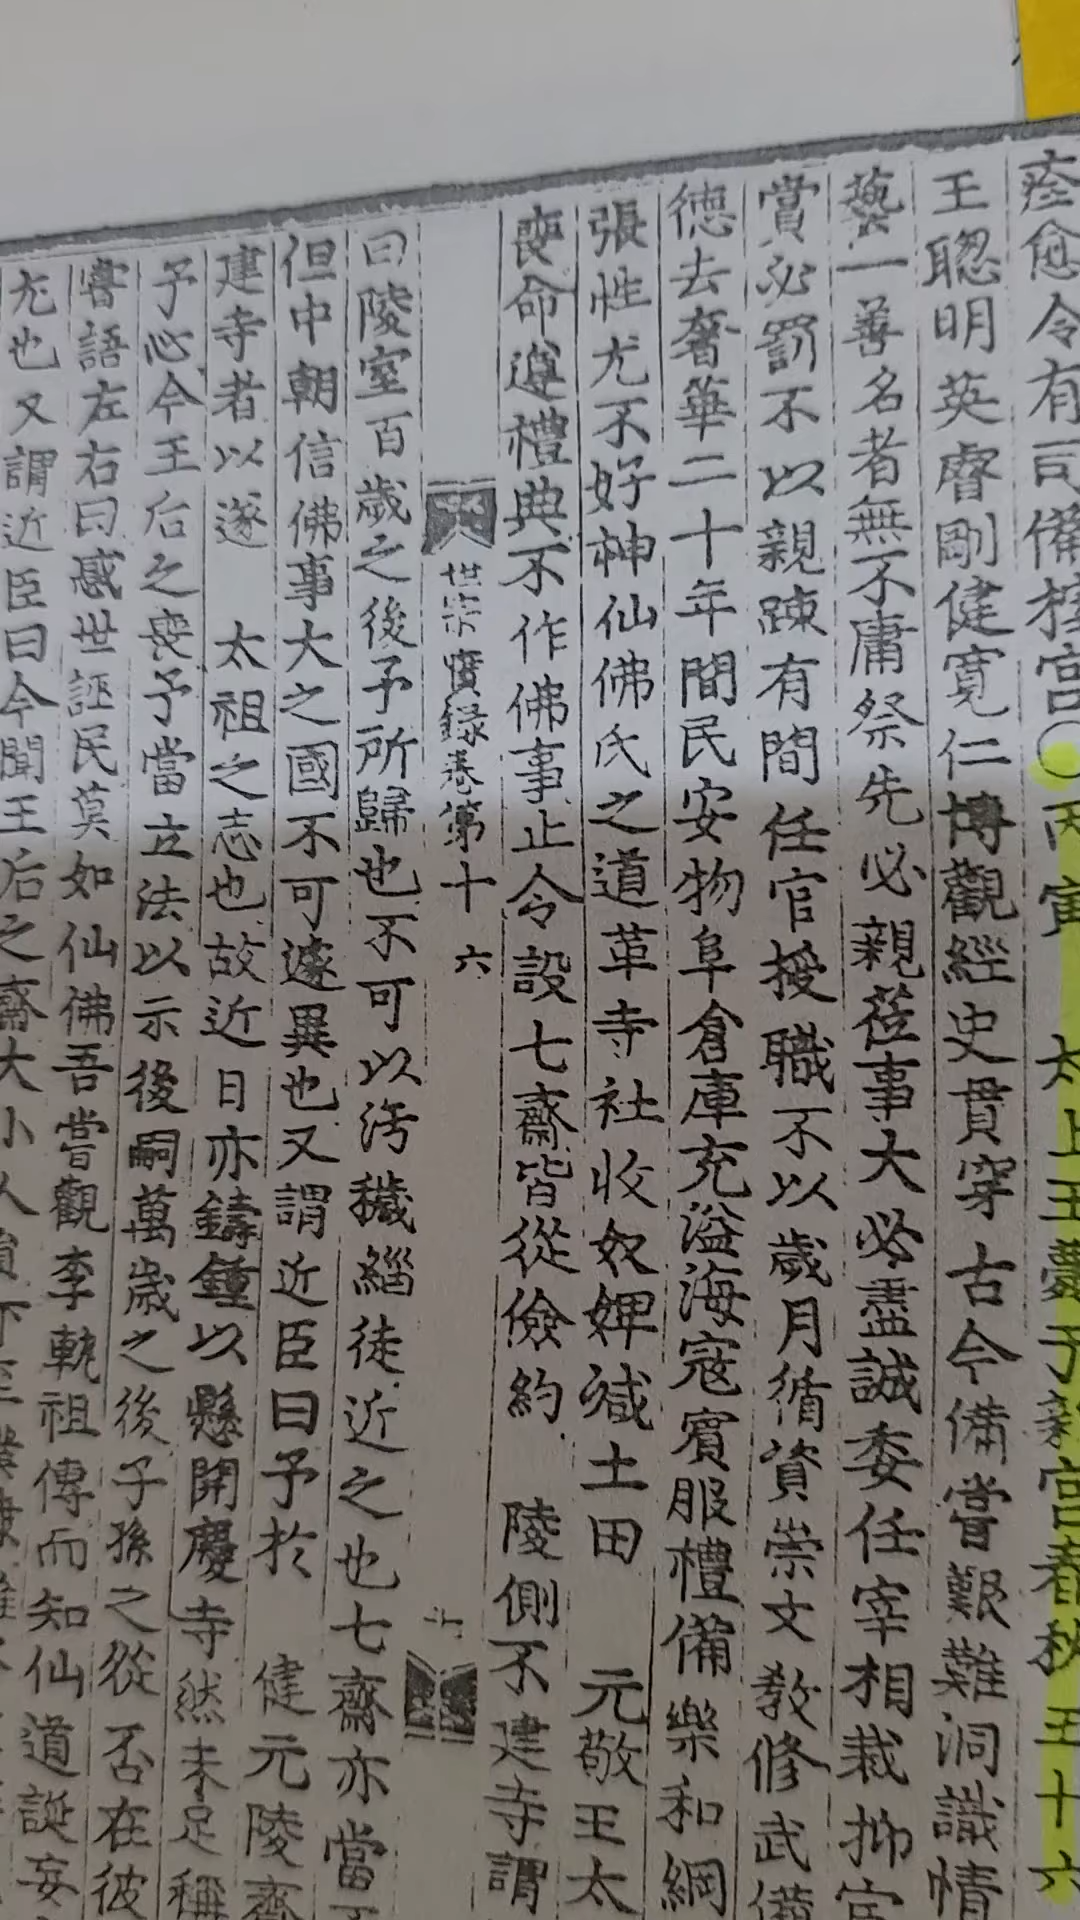 痊愈令有司備梓宮○丙寅 太上王薨于新宮春秋五十六
王聦明英睿剛健寛仁博觀經史貫穿古今備嘗艱難洞識情
藝一善名者無不庸祭先必親莅事大必盡誠委任宰相裁抑宦
賞必罰不以親踈有間任官授職不以歲月循資崇文敎修武備
德去奢華二十年間民安物阜倉庫充溢海寇賓服禮備樂和綱
張性尤不好神仙佛氏之道革寺社收奴婢减土田 元敬王太
喪命遵禮典不作佛事止令設七齋皆從儉約 陵側不建寺謂
世宗實錄卷第十六
曰陵室百歲之後予所歸也不可以汚穢緇徒近之也七齋亦當
但中朝信佛事大之國不可遽異也又謂近臣曰予於 健元陵齋
建寺者以遂 太祖之志也故近日亦鑄鍾以懸開慶寺然未足稱
予心今王后之喪予當立法以示後嗣萬歲之後子孫之從否在彼
嘗語左右曰惑世誣民莫如仙佛吾嘗觀李軌祖傳而知仙道誕妄
尤也又謂近臣曰今聞王后之齋大小人